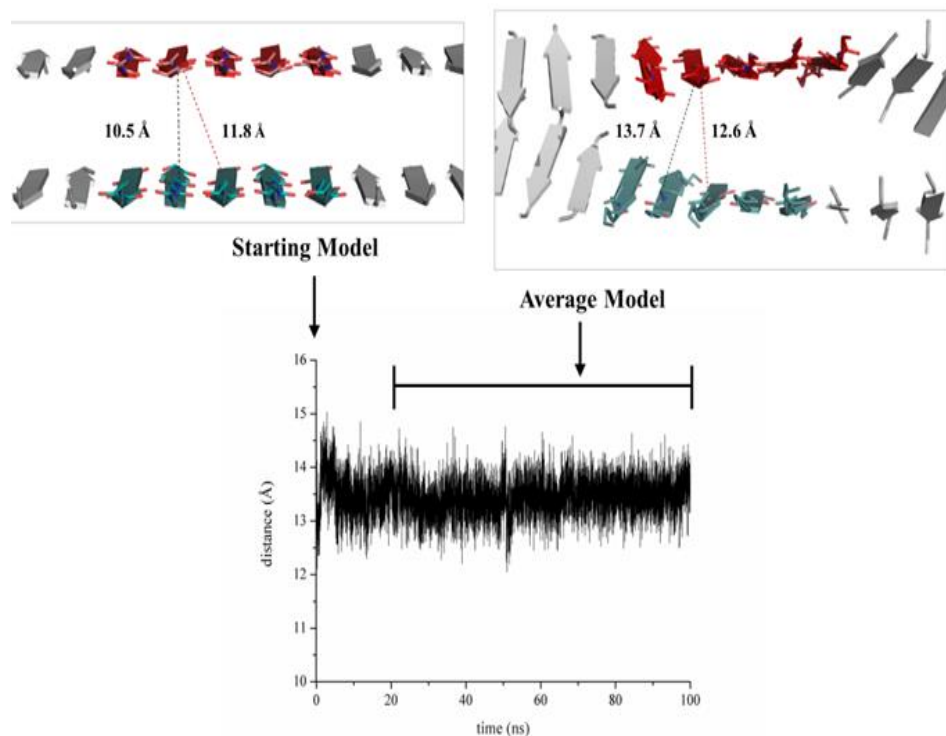 10.5 Å 11.8 Å
13.7 Å 12.6 Å
Starting Model
Average Model
16
15
14
13
12
11
10
distance (Å)
0 20 40 60 80 100
time (ns)